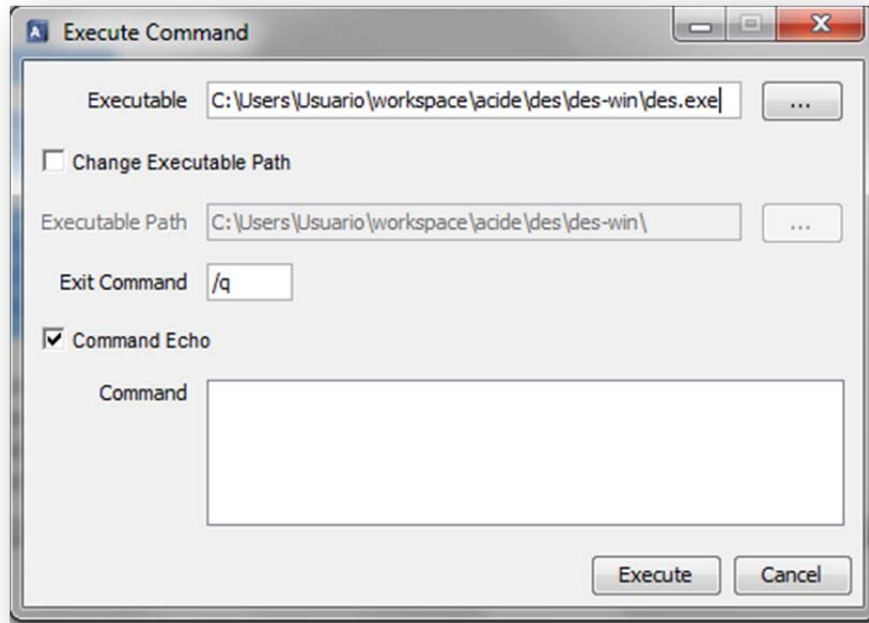 Execute Command
Executable C:\Users\Usuario\workspace\acide\des\des-win\des.exe ...
Change Executable Path
Executable Path C:\Users\Usuario\workspace\acide\des\des-win\ ...
Exit Command /q
Command Echo
Command
Execute Cancel